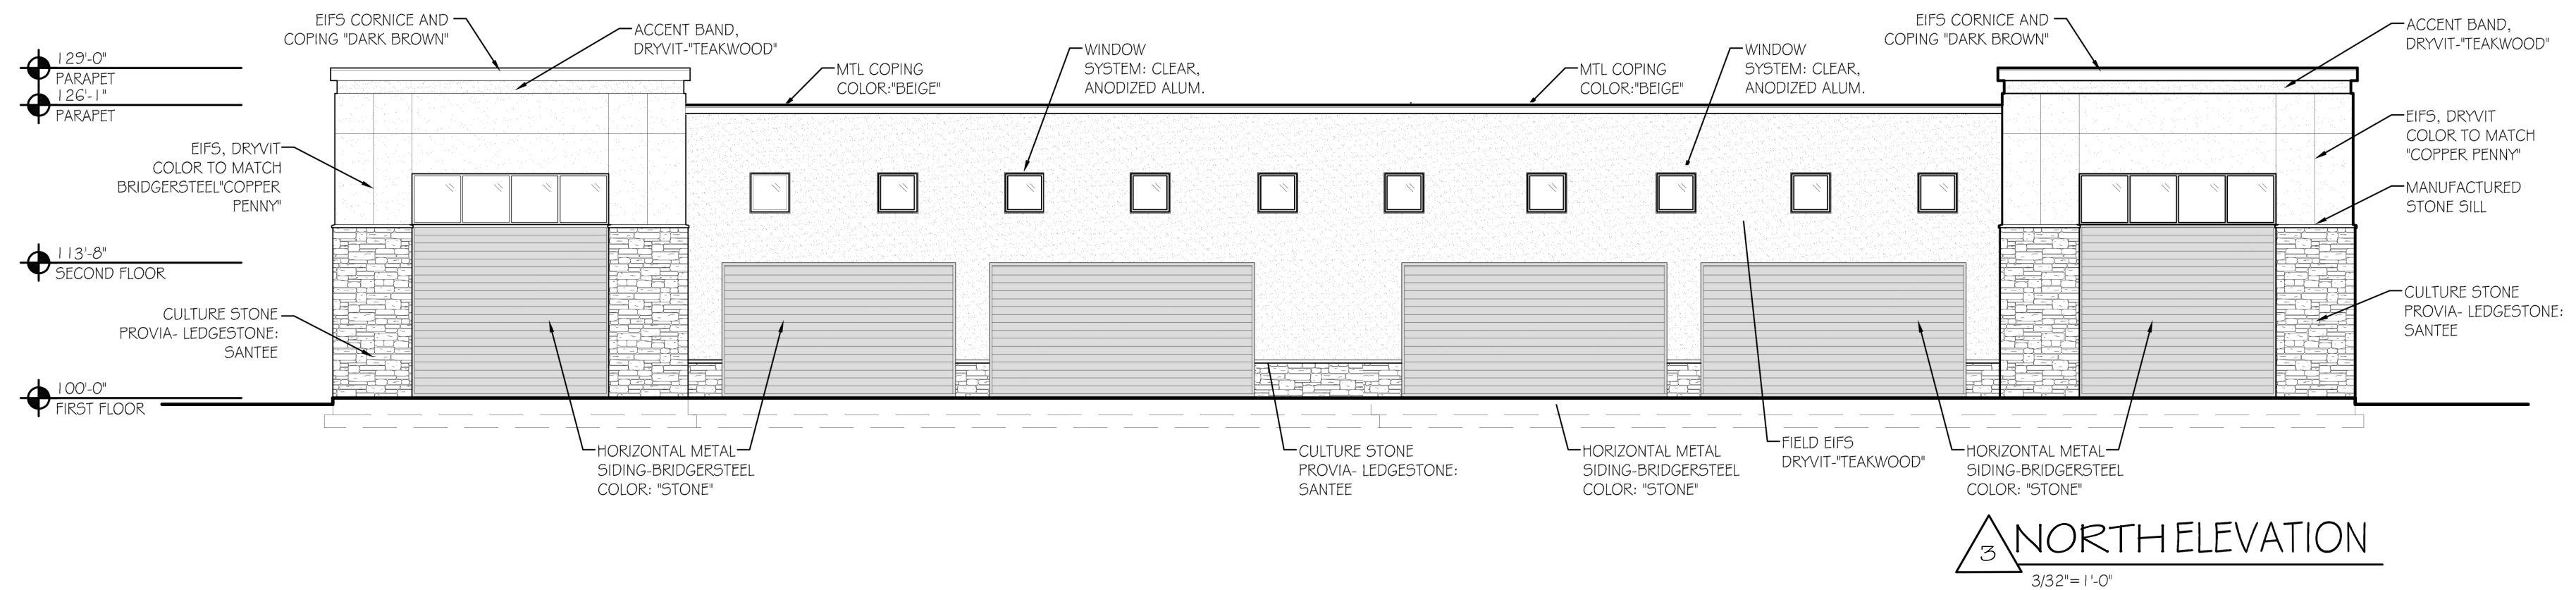 129'-0"
PARAPET
126'-1"
PARAPET
113'-8"
SECOND FLOOR
100'-0"
FIRST FLOOR
EIFS CORNICE AND
COPING "DARK BROWN"
ACCENT BAND,
DRYVIT-"TEAKWOOD"
MTL COPING
COLOR:"BEIGE"
WINDOW
SYSTEM: CLEAR,
ANODIZED ALUM.
MTL COPING
COLOR:"BEIGE"
WINDOW
SYSTEM: CLEAR,
ANODIZED ALUM.
EIFS CORNICE AND
COPING "DARK BROWN"
ACCENT BAND,
DRYVIT-"TEAKWOOD"
EIFS, DRYVIT
COLOR TO MATCH
BRIDGERSTEEL"COPPER
PENNY"
CULTURE STONE
PROVIA- LEDGESTONE:
SANTEE
EIFS, DRYVIT
COLOR TO MATCH
"COPPER PENNY"
MANUFACTURED
STONE SILL
CULTURE STONE
PROVIA- LEDGESTONE:
SANTEE
HORIZONTAL METAL
SIDING-BRIDGERSTEEL
COLOR: "STONE"
CULTURE STONE
PROVIA- LEDGESTONE:
SANTEE
HORIZONTAL METAL
SIDING-BRIDGERSTEEL
COLOR: "STONE"
FIELD EIFS
DRYVIT-"TEAKWOOD"
HORIZONTAL METAL
SIDING-BRIDGERSTEEL
COLOR: "STONE"
3 NORTH ELEVATION
3/32"=1'-0"